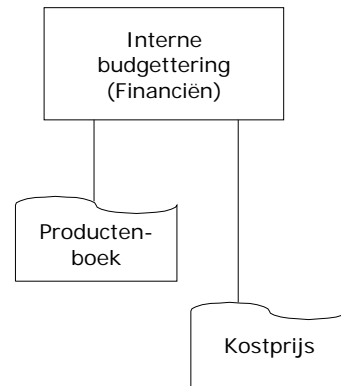 Interne
budgettering
(Financiën)
Producten-
boek
Kostprijs